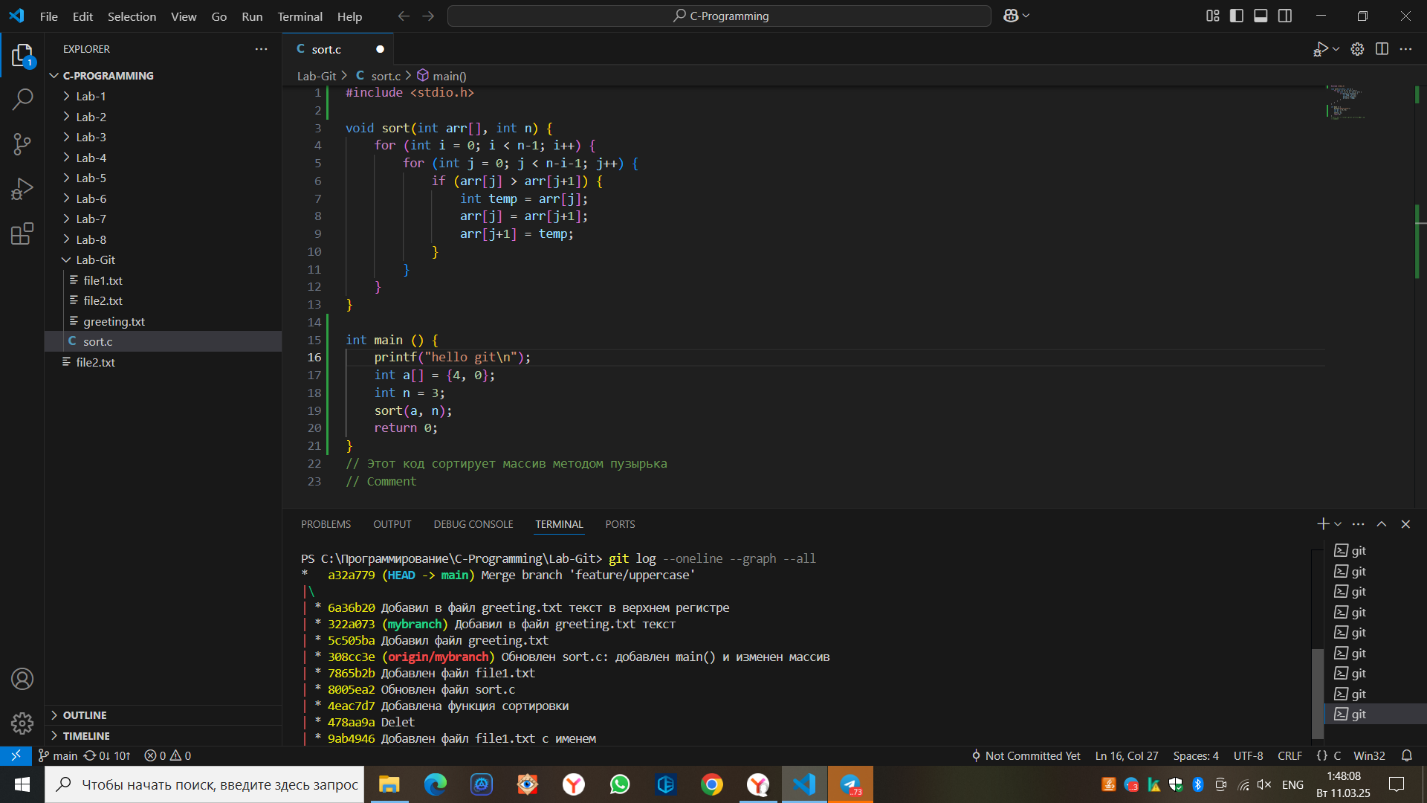 File Edit Selection View Go Run Terminal Help C-Programming
EXPLORER
1
C-PROGRAMMING
Lab-1
Lab-2
Lab-3
Lab-4
Lab-5
Lab-6
Lab-7
Lab-8
Lab-Git
file1.txt
file2.txt
greeting.txt
C sort.c
file2.txt
OUTLINE
TIMELINE
C sort.c
Lab-Git > C sort.c > main()
1 #include <stdio.h>
2
3 void sort(int arr[], int n) {
4 for (int i = 0; i < n-1; i++) {
5 for (int j = 0; j < n-i-1; j++) {
6 if (arr[j] > arr[j+1]) {
7 int temp = arr[j];
8 arr[j] = arr[j+1];
9 arr[j+1] = temp;
10 }
11 }
12 }
13 }
14
15 int main () {
16 printf("hello git\n");
17 int a[] = {4, 0};
18 int n = 3;
19 sort(a, n);
20 return 0;
21 }
22 // Этот код сортирует массив методом пузырька
23 // Comment
PROBLEMS OUTPUT DEBUG CONSOLE TERMINAL PORTS
PS C:\Программирование\C-Programming\Lab-Git> git log --oneline --graph --all
* a32a779 (HEAD -> main) Merge branch 'feature/uppercase'
|\
| * 6a36b20 Добавил в файл greeting.txt текст в верхнем регистре
| * 322a073 (mybranch) Добавил в файл greeting.txt текст
| * 5c505ba Добавил файл greeting.txt
| * 308cc3e (origin/mybranch) Обновлен sort.c: добавлен main() и изменен массив
| * 7865b2b Добавлен файл file1.txt
| * 8005ea2 Обновлен файл sort.c
| * 4eac7d7 Добавлена функция сортировки
| * 478aa9a Delet
| * 9ab4946 Добавлен файл file1.txt с именем
git
git
git
git
git
git
git
git
git
main 0↓ 10↑ 0 0 Not Committed Yet Ln 16, Col 27 Spaces: 4 UTF-8 CRLF {} C Win32
Чтобы начать поиск, введите здесь запрос
73
3
ENG
1:48:08
Вт 11.03.25